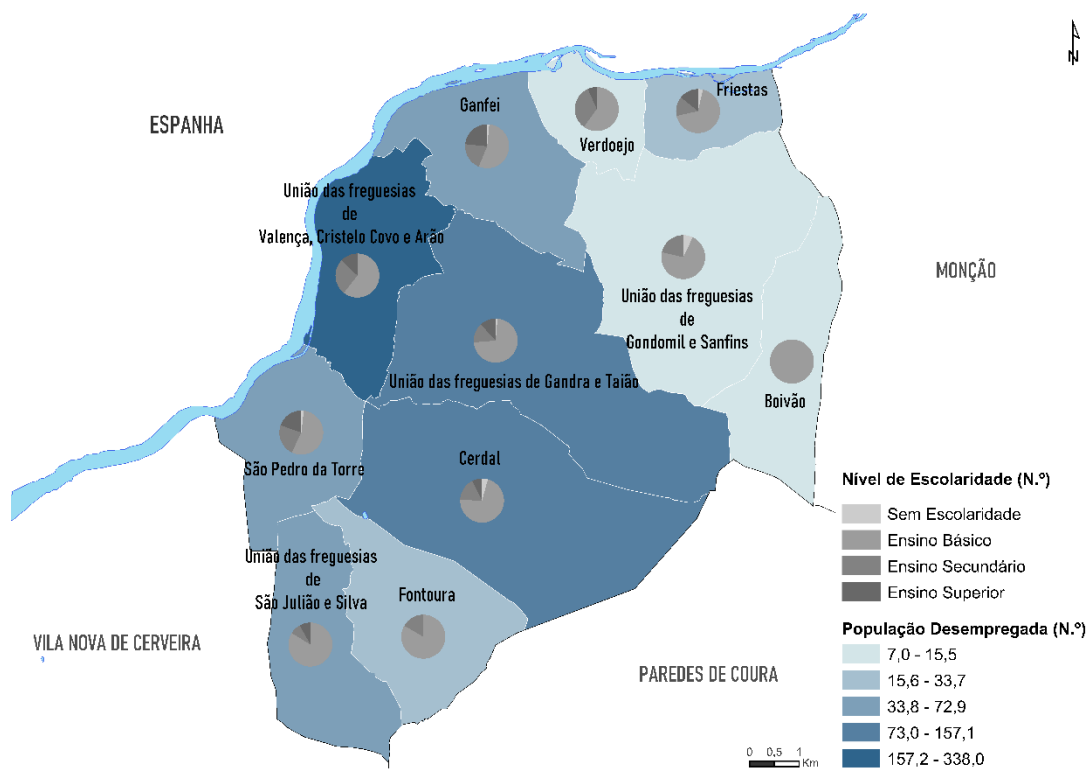 N
ESPANHA
Ganfei
Friestas
Verdoejo
União das freguesias
de
Valença, Cristelo Covo e Arão
MONÇÃO
União das freguesias
de
Gondomil e Sanfins
União das freguesias de Gandra e Taião
Boivão
São Pedro da Torre
Cerdal
União das freguesias
de
São Julião e Silva
Fontoura
VILA NOVA DE CERVEIRA
PAREDES DE COURA
Nível de Escolaridade (N.º)
Sem Escolaridade
Ensino Básico
Ensino Secundário
Ensino Superior
População Desempregada (N.º)
7,0 - 15,5
15,6 - 33,7
33,8 - 72,9
73,0 - 157,1
157,2 - 338,0
0 0,5 1
Km